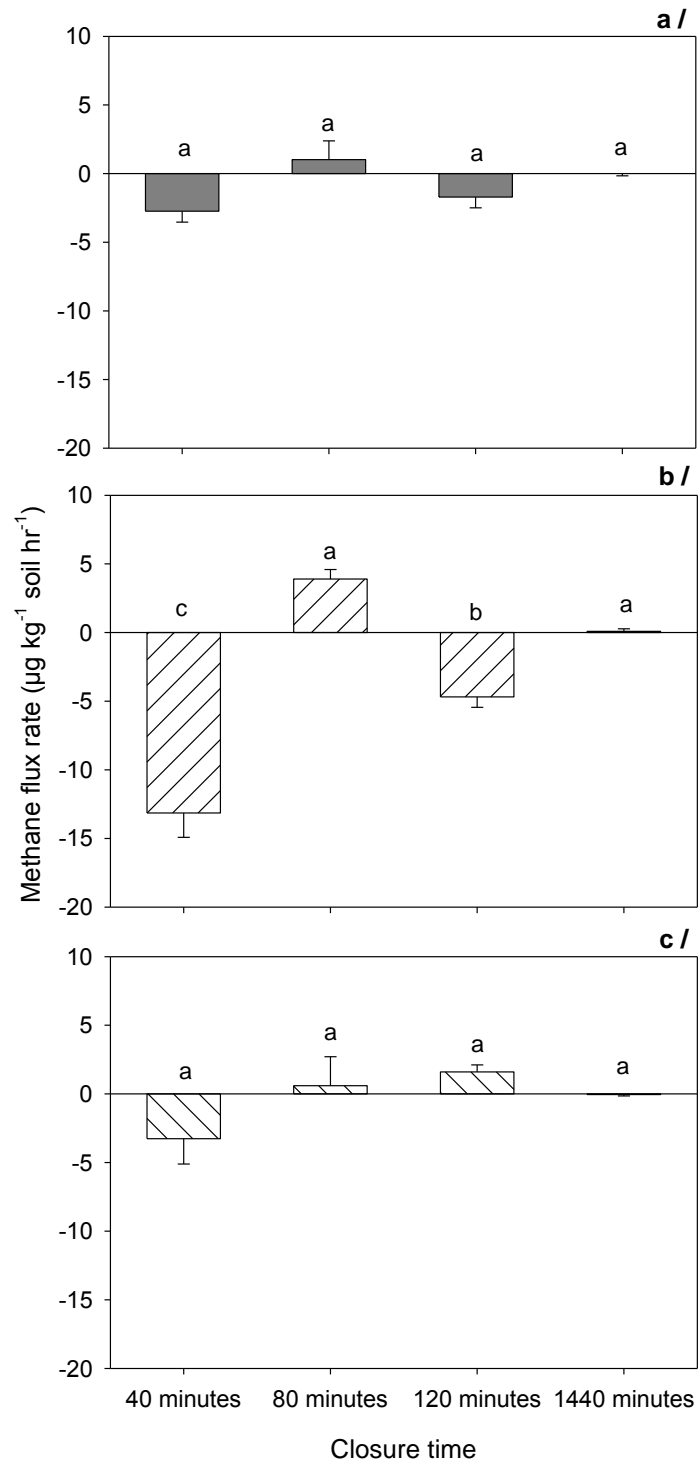 a /
10
5
0
-5
-10
-15
-20
a
a
a
a
b /
10
5
0
-5
-10
-15
-20
c
a
b
a
Methane flux rate (µg kg⁻¹ soil hr⁻¹)
c /
10
5
0
-5
-10
-15
-20
a
a
a
a
40 minutes 80 minutes 120 minutes 1440 minutes
Closure time